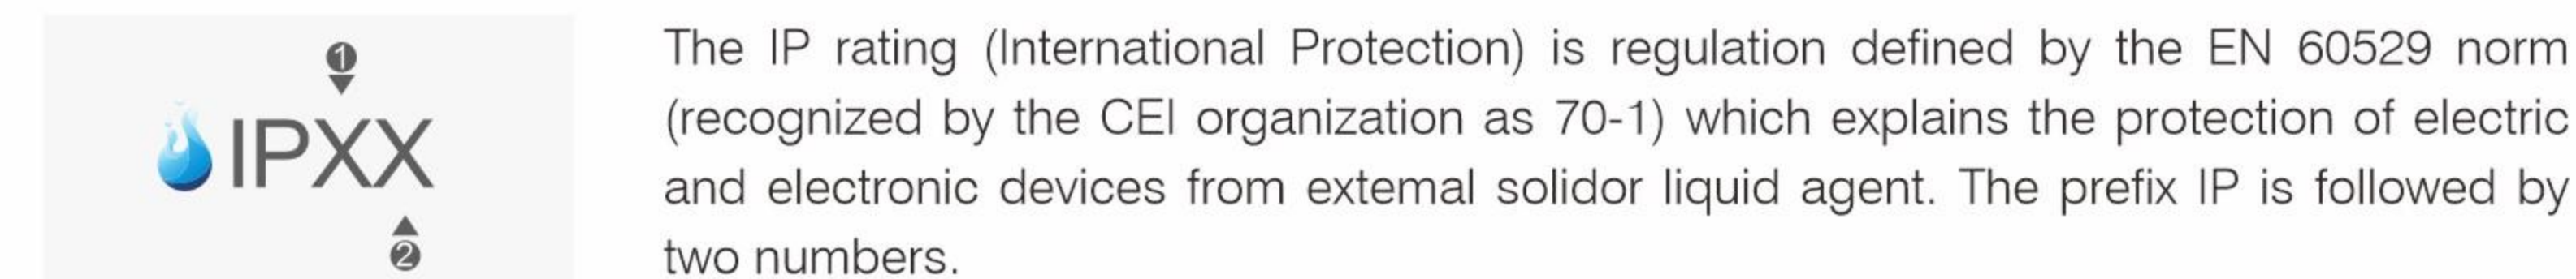 1
IPXX
2
The IP rating (International Protection) is regulation defined by the EN 60529 norm
(recognized by the CEI organization as 70-1) which explains the protection of electric
and electronic devices from extemal solidor liquid agent. The prefix IP is followed by
two numbers.